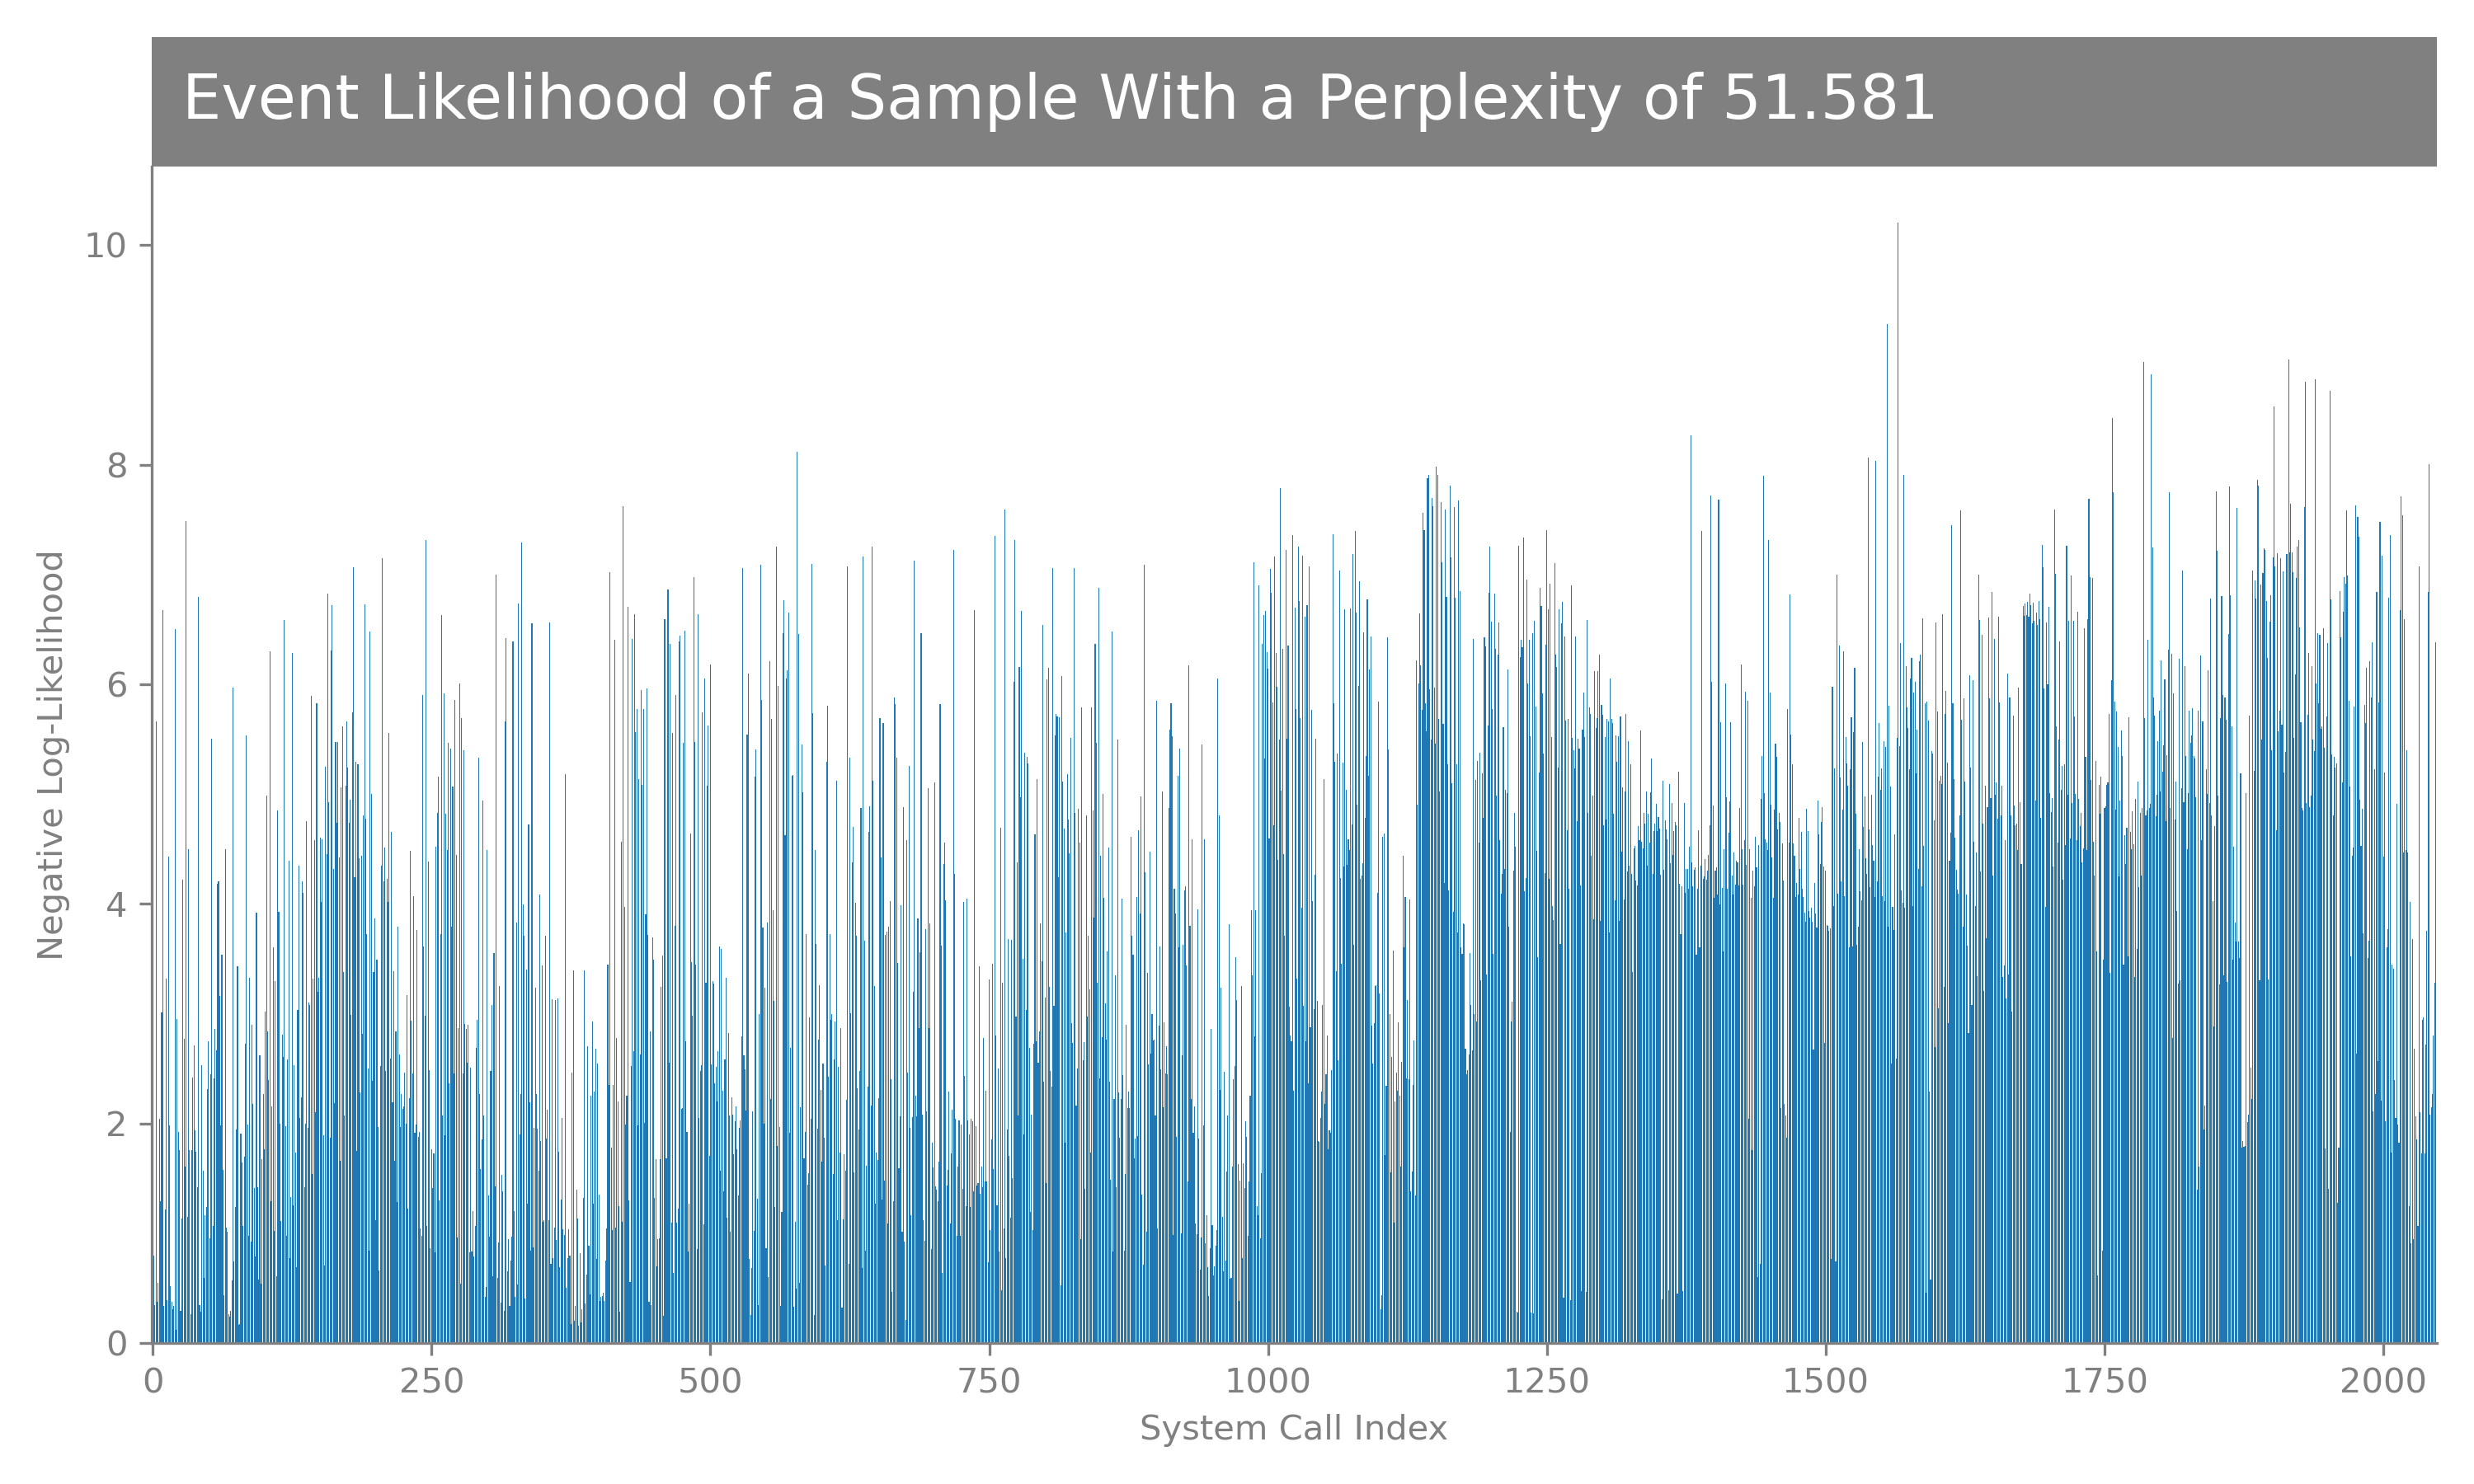 Event Likelihood of a Sample With a Perplexity of 51.581
10
8
6
4
2
0
Negative Log-Likelihood
0 250 500 750 1000 1250 1500 1750 2000
System Call Index